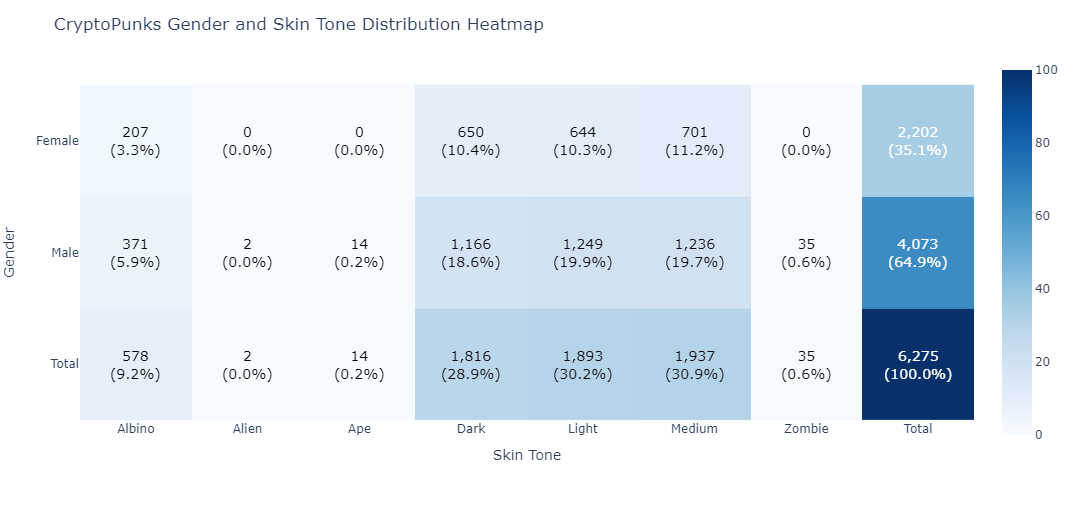 CryptoPunks Gender and Skin Tone Distribution Heatmap
Gender
Female
207 0 0 650 644 701 0 2,202
(3.3%) (0.0%) (0.0%) (10.4%) (10.3%) (11.2%) (0.0%) (35.1%)
Male
371 2 14 1,166 1,249 1,236 35 4,073
(5.9%) (0.0%) (0.2%) (18.6%) (19.9%) (19.7%) (0.6%) (64.9%)
Total
578 2 14 1,816 1,893 1,937 35 6,275
(9.2%) (0.0%) (0.2%) (28.9%) (30.2%) (30.9%) (0.6%) (100.0%)
Albino Alien Ape Dark Light Medium Zombie Total
Skin Tone
100
80
60
40
20
0